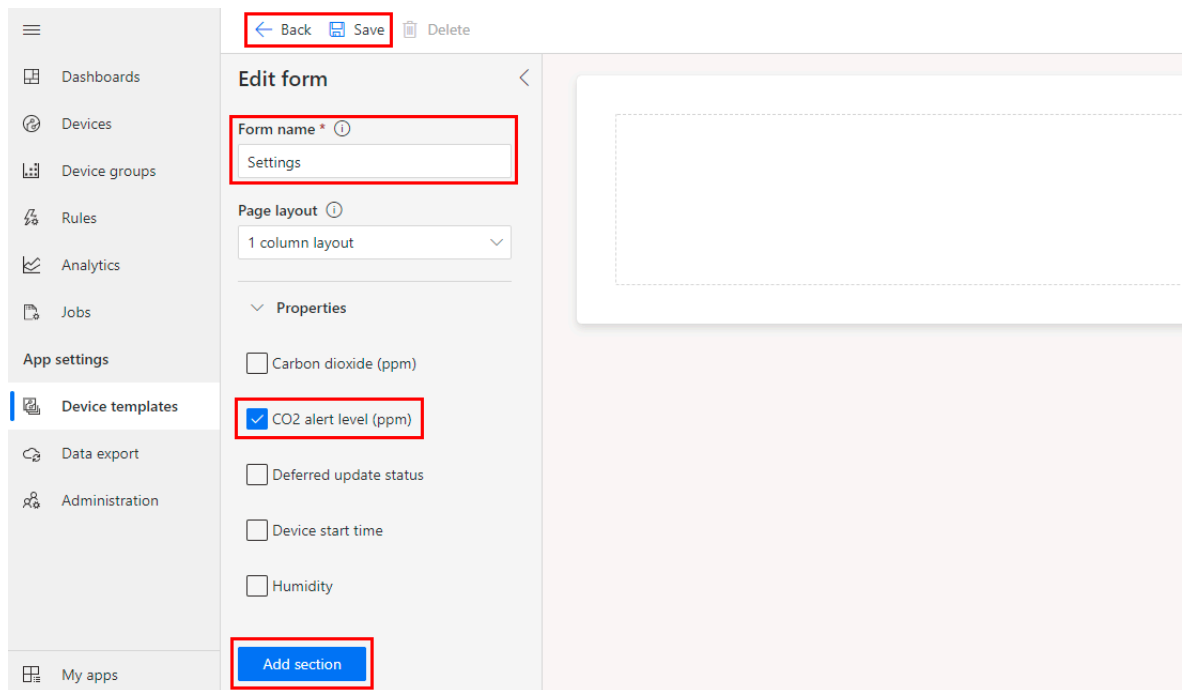 Back Save Delete
Dashboards
Devices
Device groups
Rules
Analytics
Jobs
App settings
Device templates
Data export
Administration
My apps
Edit form
Form name *
Settings
Page layout
1 column layout
Properties
Carbon dioxide (ppm)
CO2 alert level (ppm)
Deferred update status
Device start time
Humidity
Add section